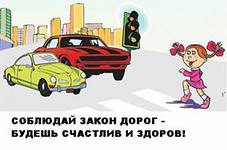 СОБЛЮДАЙ ЗАКОН ДОРОГ -
БУДЕШЬ СЧАСТЛИВ И ЗДОРОВ!